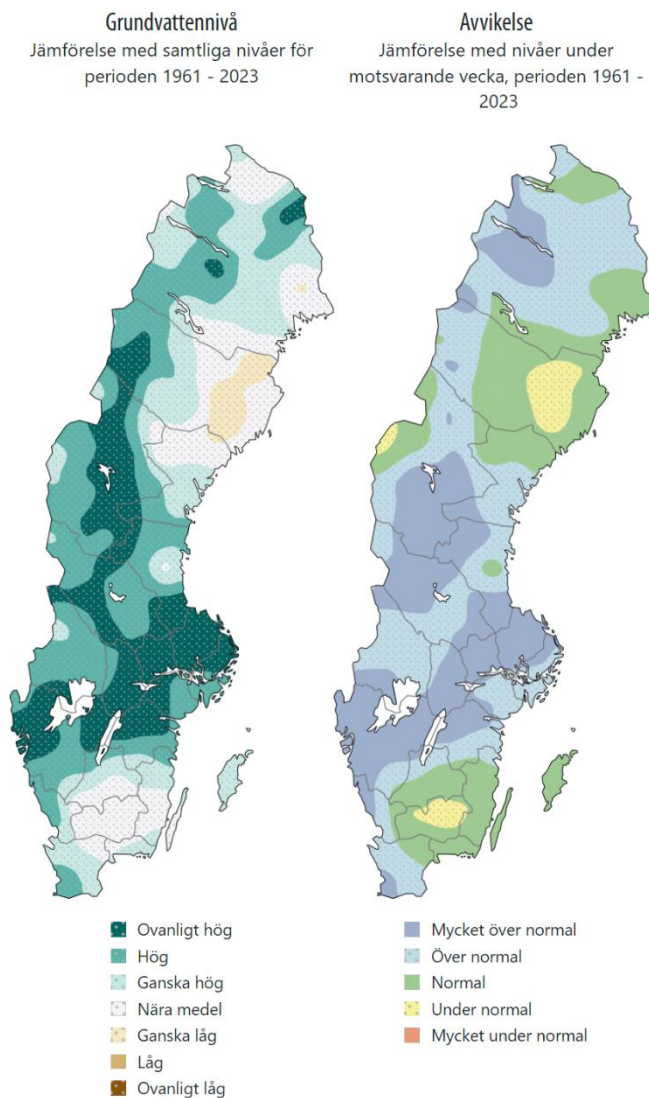 Grundvattennivå
Jämförelse med samtliga nivåer för
perioden 1961 - 2023
Avvikelse
Jämförelse med nivåer under
motsvarande vecka, perioden 1961 -
2023
Ovanligt hög
Hög
Ganska hög
Nära medel
Ganska låg
Låg
Ovanligt låg
Mycket över normal
Över normal
Normal
Under normal
Mycket under normal